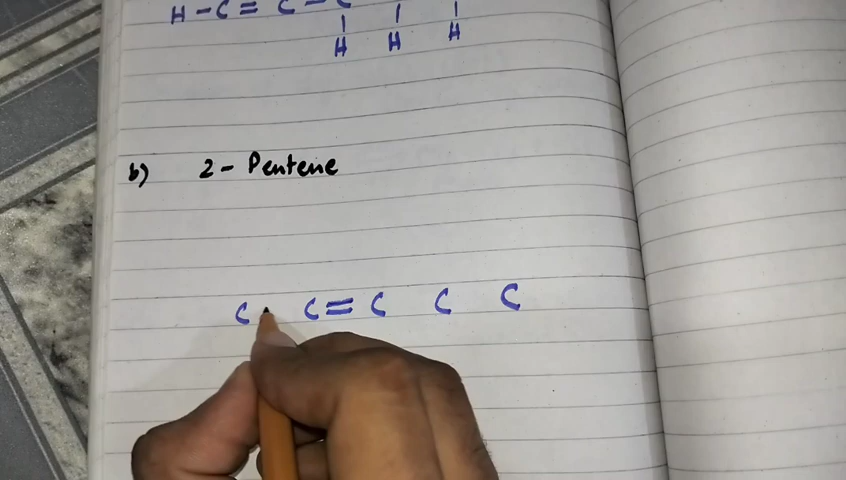 H - C = C - C
| | |
H H H
b) 2 - Pentene
C C = C C C